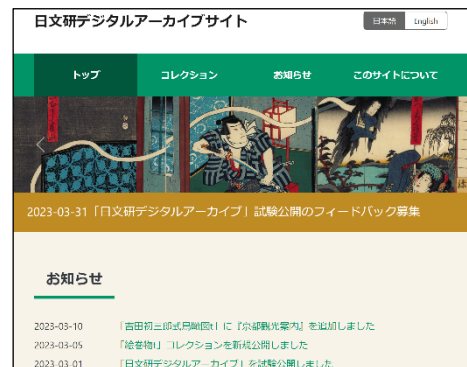 日文研デジタルアーカイブサイト
日本語 English
トップ コレクション お知らせ このサイトについて
2023-03-31「日文研デジタルアーカイブ」試験公開のフィードバック募集
お知らせ
2023-03-10 「吉田初三郎式鳥瞰図」に『京都観光案内』を追加しました
2023-03-05 「絵巻物」コレクションを新規公開しました
2023-03-01 「日文研デジタルアーカイブ」を試験公開しました